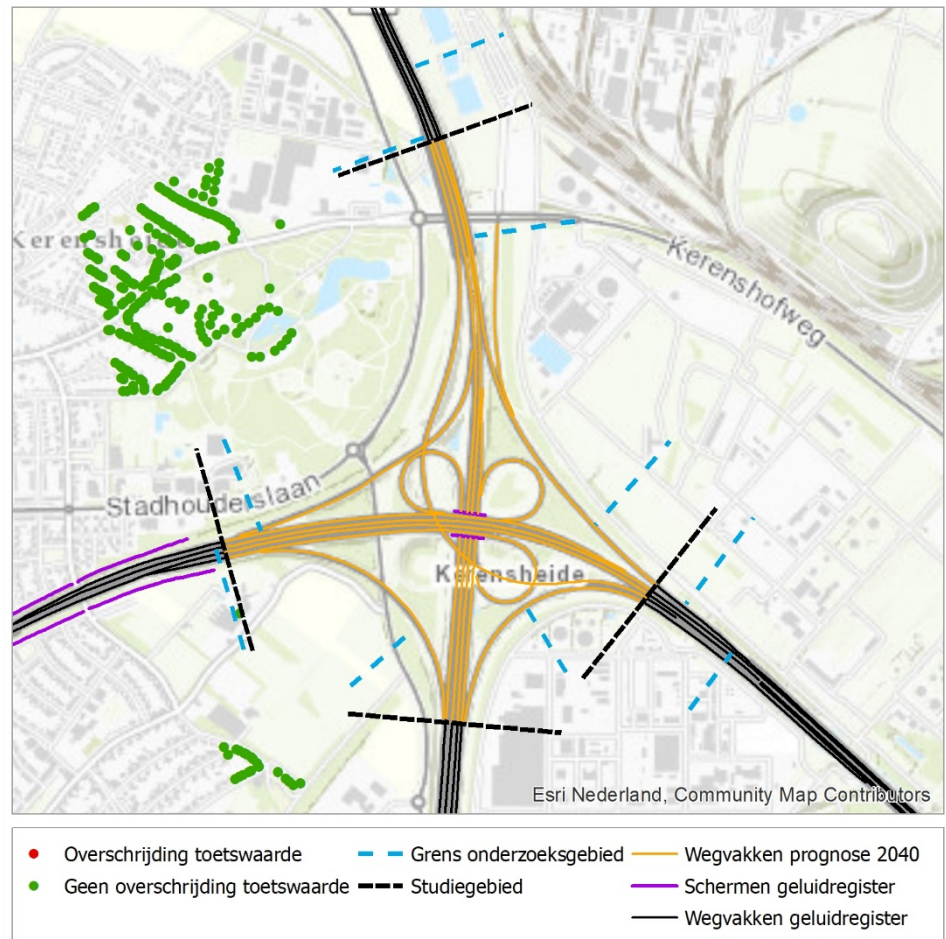 Kerensheide
Kerenshofweg
Stadhouderslaan
Kerensheide
Esri Nederland, Community Map Contributors
Overschrijding toetswaarde
Grens onderzoeksgebied
Wegvakken prognose 2040
Geen overschrijding toetswaarde
Studiegebied
Schermen geluidregister
Wegvakken geluidregister